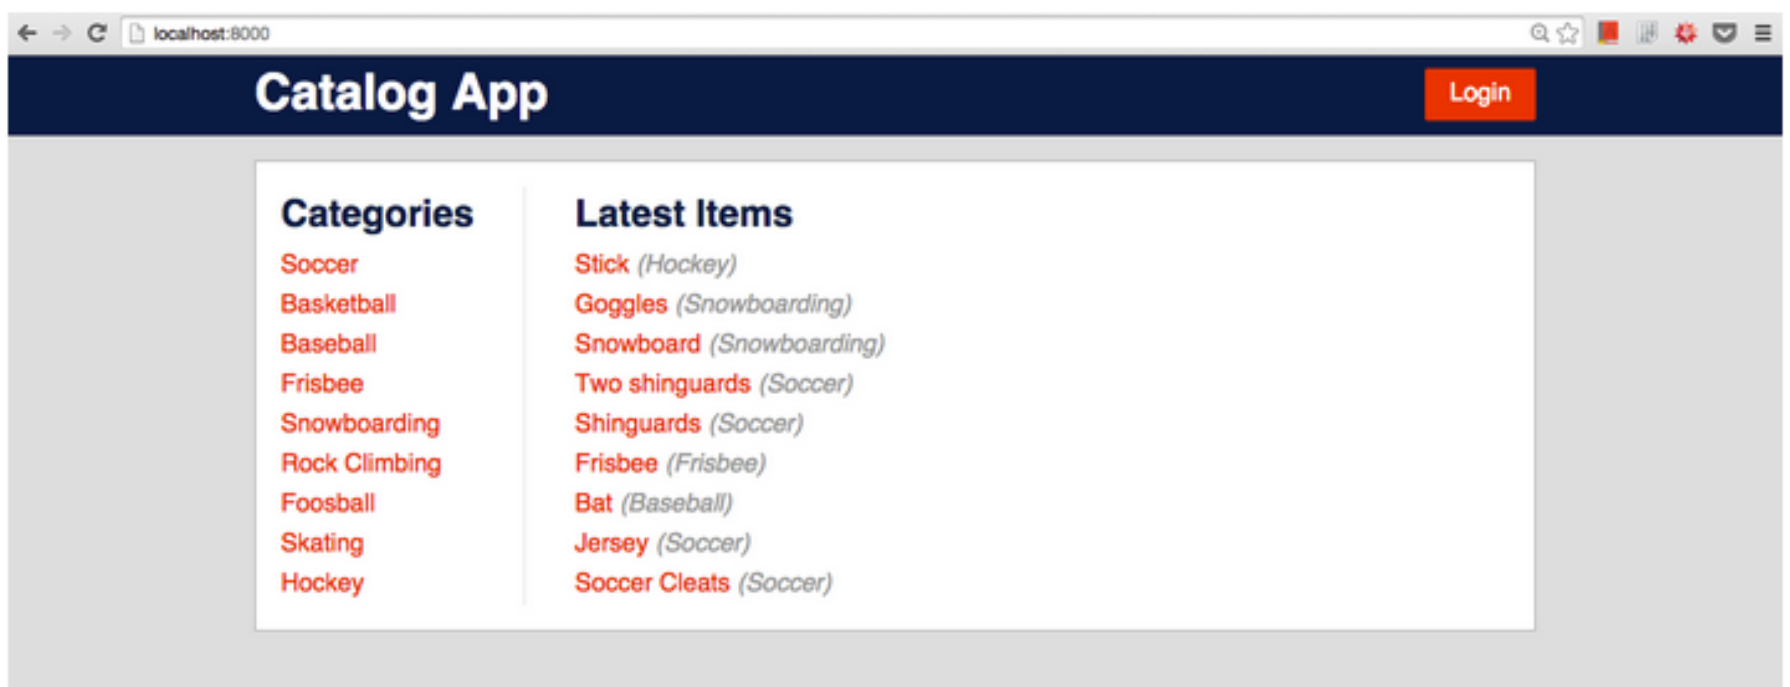 localhost:8000
Catalog App
Login
Categories
Soccer
Basketball
Baseball
Frisbee
Snowboarding
Rock Climbing
Foosball
Skating
Hockey
Latest Items
Stick (Hockey)
Goggles (Snowboarding)
Snowboard (Snowboarding)
Two shinguards (Soccer)
Shinguards (Soccer)
Frisbee (Frisbee)
Bat (Baseball)
Jersey (Soccer)
Soccer Cleats (Soccer)